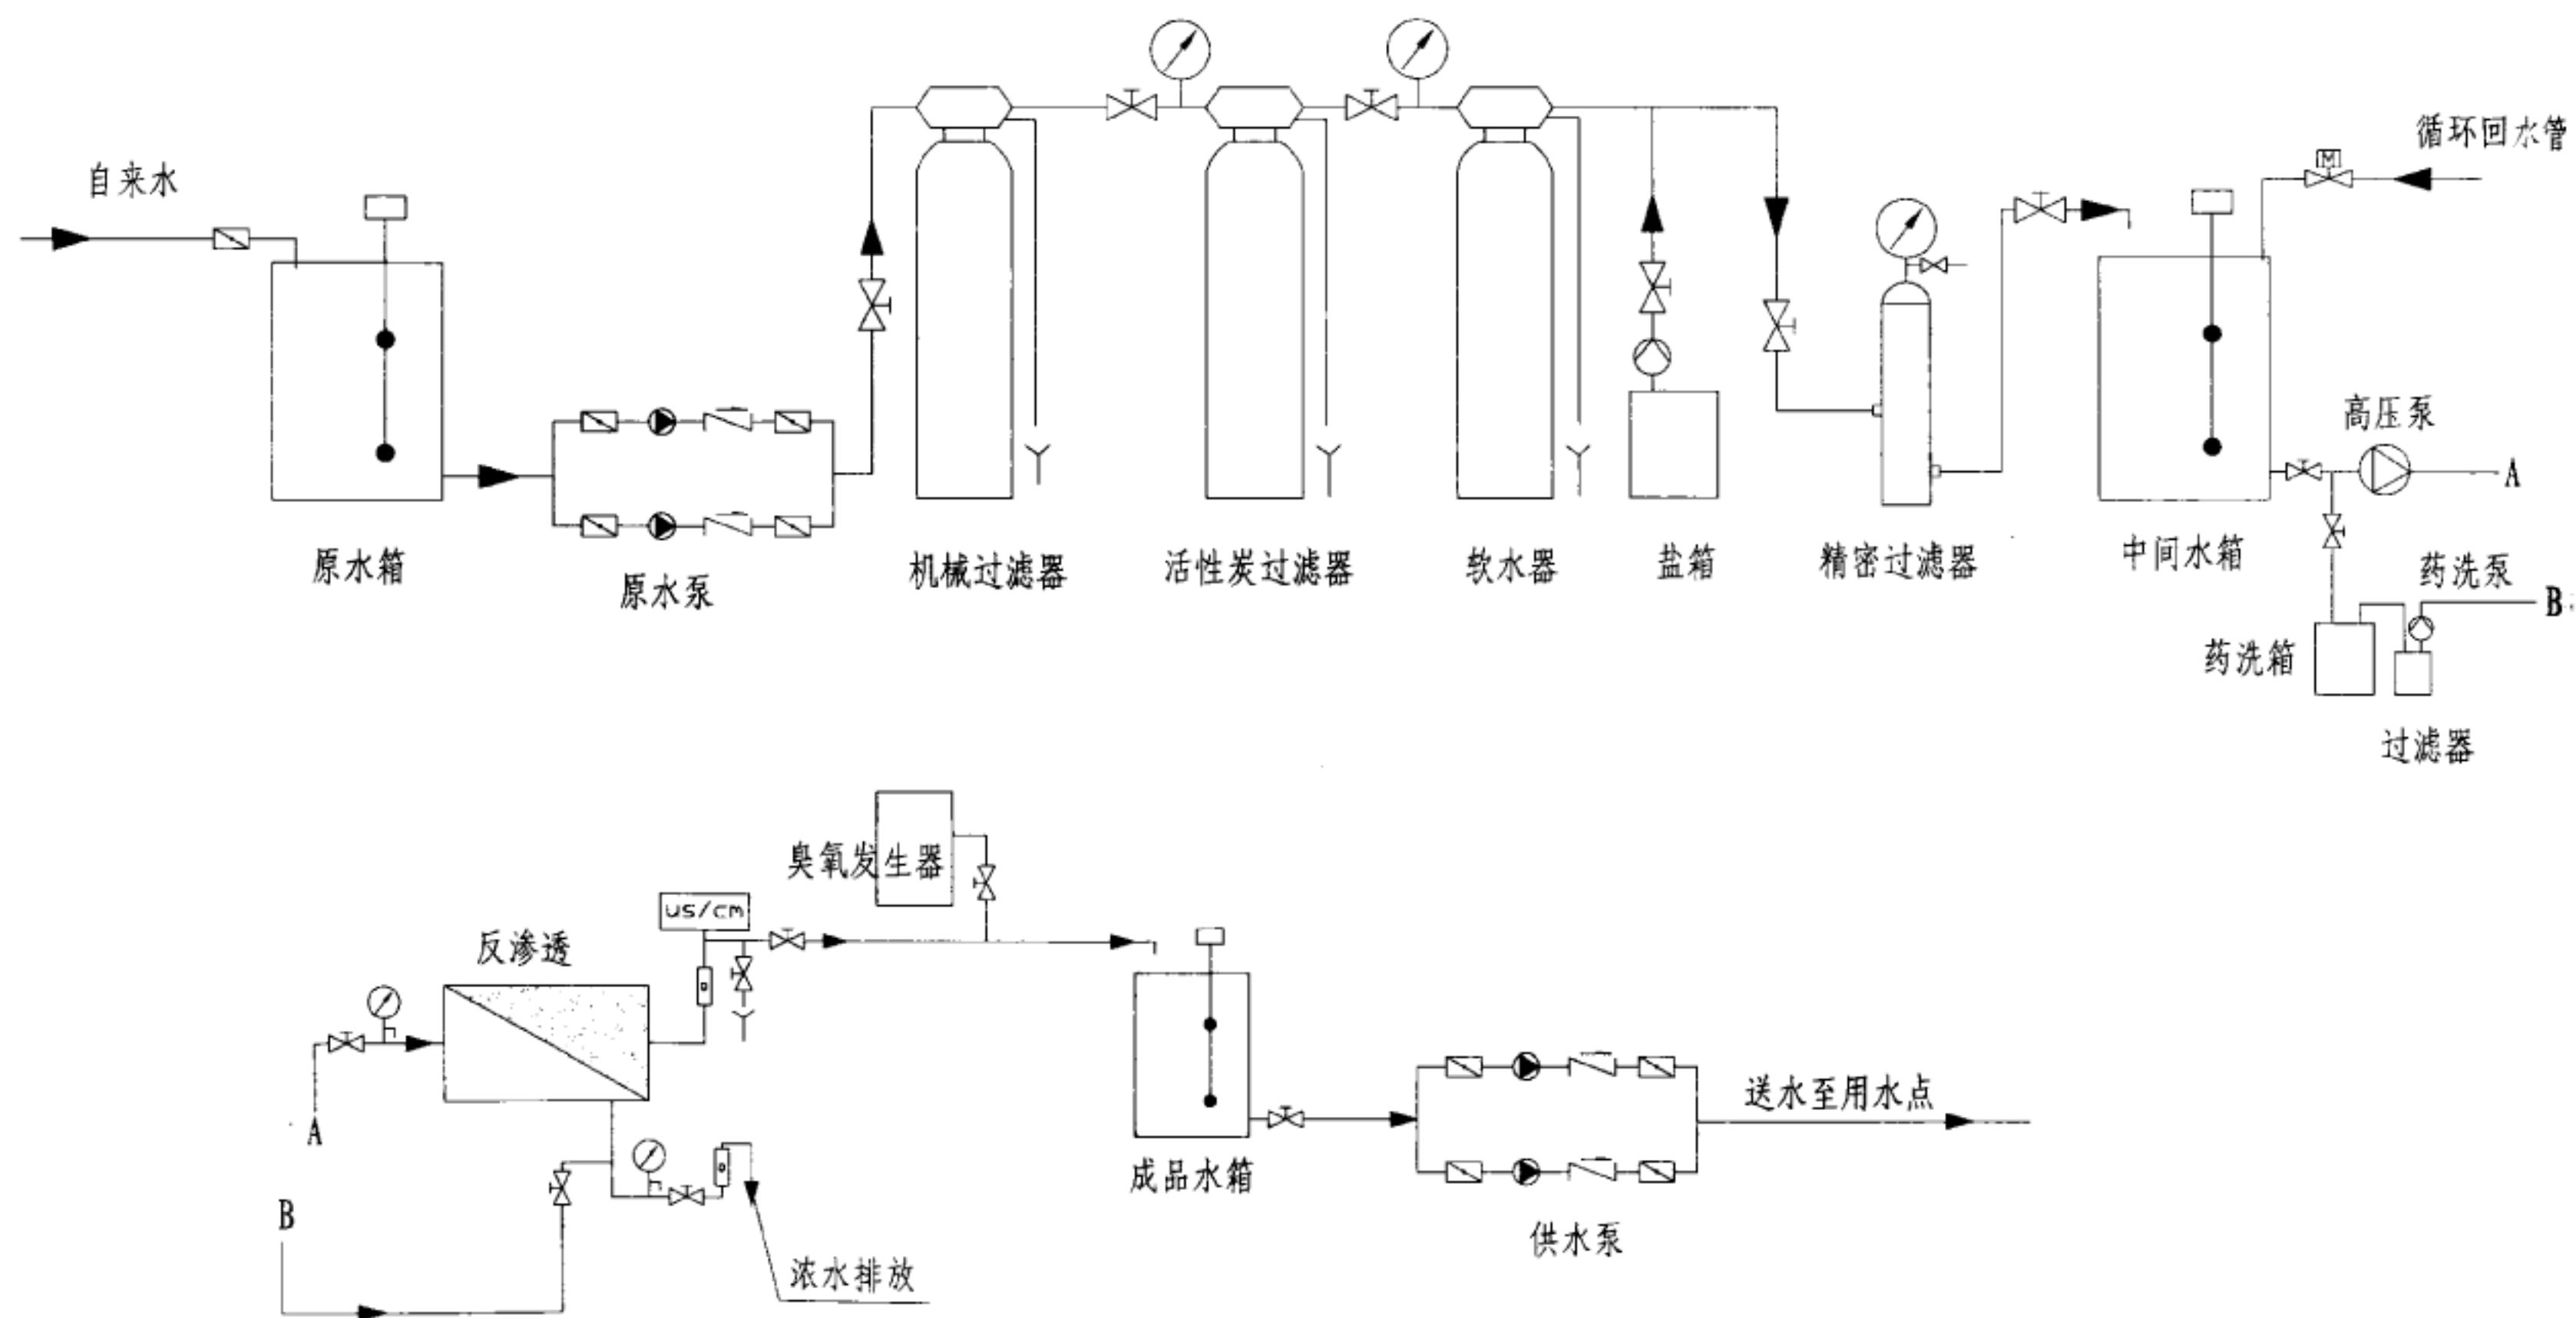 自来水
循环回水管
M
原水箱
原水泵
机械过滤器
活性炭过滤器
软水器
盐箱
精密过滤器
中间水箱
高压泵
A
药洗泵
B
药洗箱
过滤器
臭氧发生器
us/cm
反渗透
A
B
浓水排放
成品水箱
供水泵
送水至用水点